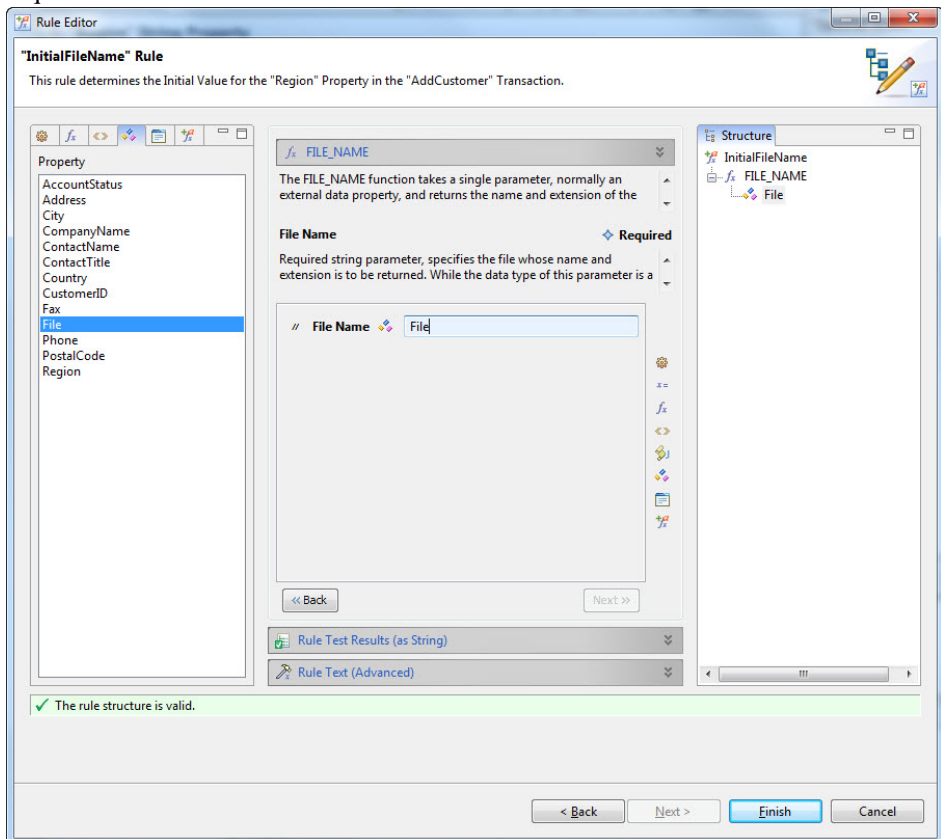 Rule Editor
"InitialFileName" Rule
This rule determines the Initial Value for the "Region" Property in the "AddCustomer" Transaction.
Property
AccountStatus
Address
City
CompanyName
ContactName
ContactTitle
Country
CustomerID
Fax
File
Phone
PostalCode
Region
fx FILE_NAME
The FILE_NAME function takes a single parameter, normally an
external data property, and returns the name and extension of the
File Name Required
Required string parameter, specifies the file whose name and
extension is to be returned. While the data type of this parameter is a
// File Name File
x=
fx
<< Back Next >>
Rule Test Results (as String)
Rule Text (Advanced)
Structure
InitialFileName
fx FILE_NAME
File
The rule structure is valid.
< Back Next > Finish Cancel